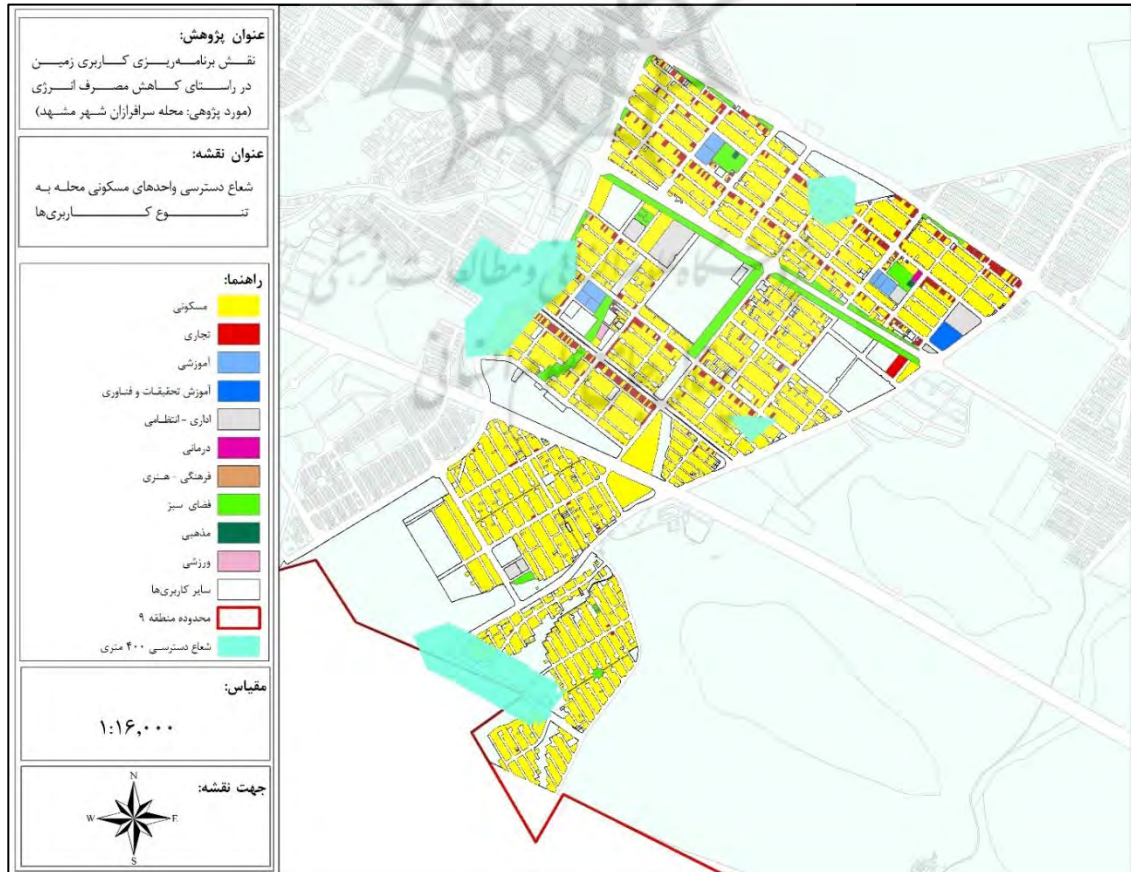 عنوان پژوهش:
نقش برنامه‌ریزی کاربری زمین
در راستای کاهش مصرف انرژی
(مورد پژوهی: محله سرافرازان شهر مشهد)
عنوان نقشه:
شعاع دسترسی واحدهای مسکونی محله به
تنوع کاربری‌ها
راهنما:
مسکونی
تجاری
آموزشی
آموزش تحقیقات و فناوری
اداری - انتظامی
درمانی
فرهنگی - هنری
فضای سبز
مذهبی
ورزشی
سایر کاربری‌ها
محدوده منطقه ۹
شعاع دسترسی ۴۰۰ متری
مقیاس:
۱:۱۶,۰۰۰
جهت نقشه:
N
W E
S